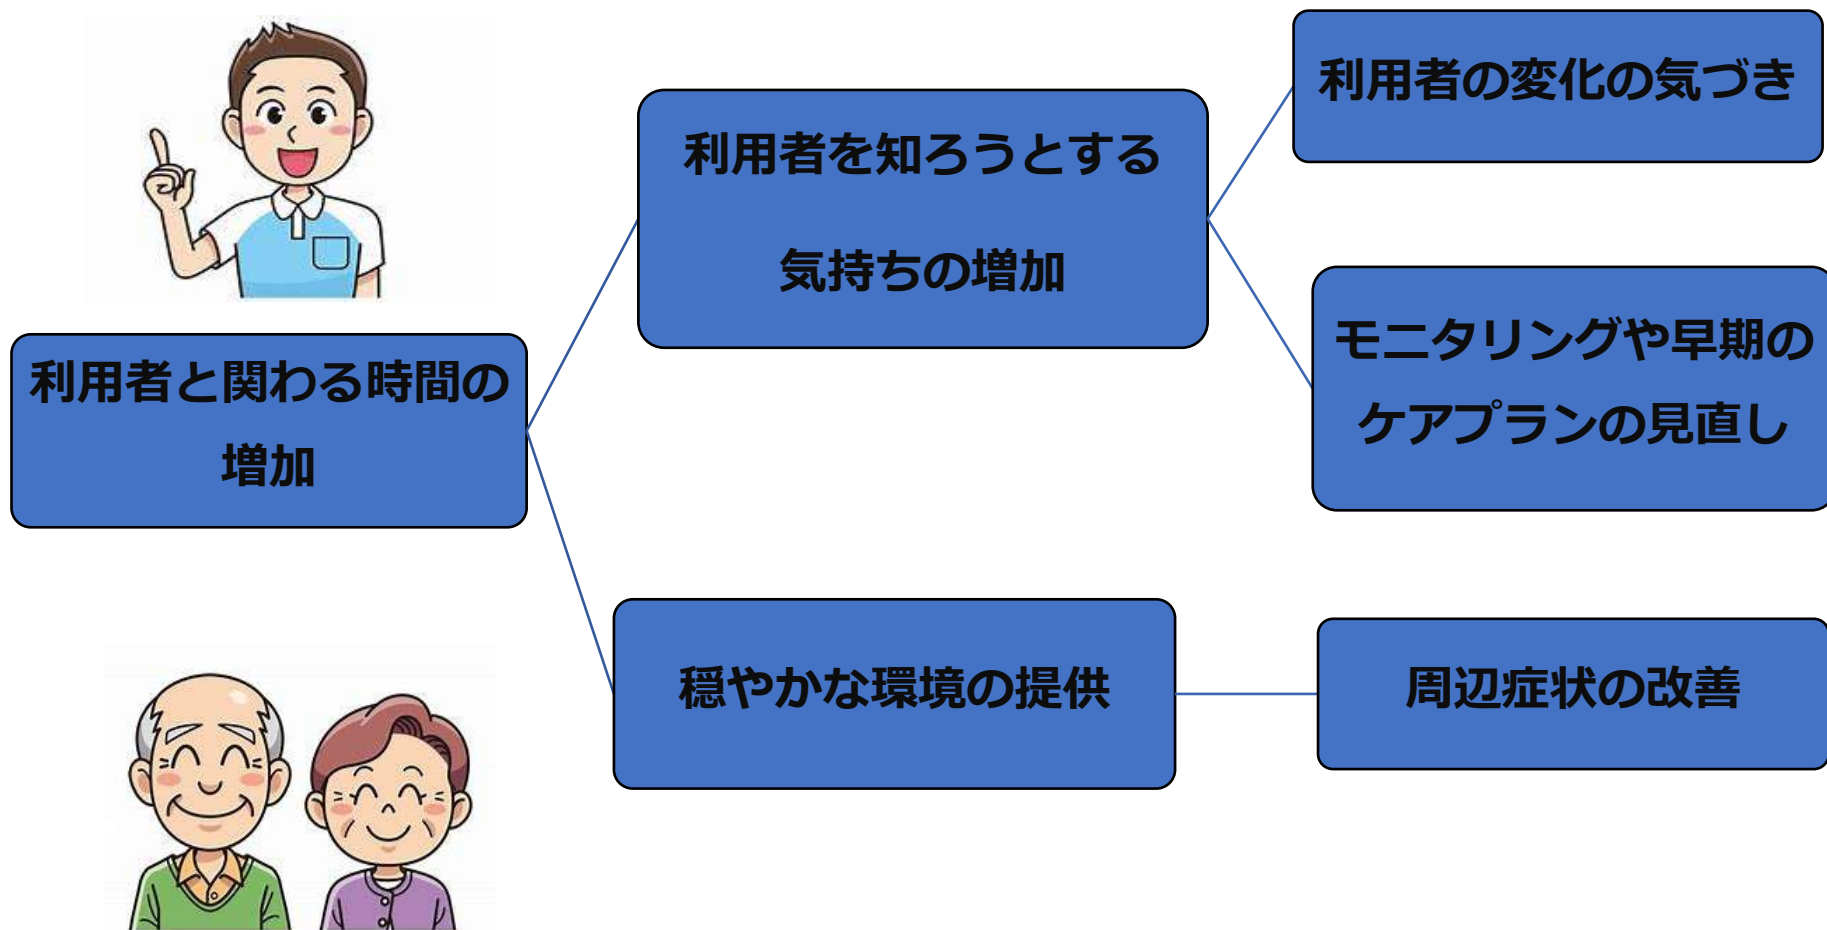 利用者と関わる時間の
増加
利用者を知ろうとする
気持ちの増加
利用者の変化の気づき
モニタリングや早期の
ケアプランの見直し
穏やかな環境の提供
周辺症状の改善